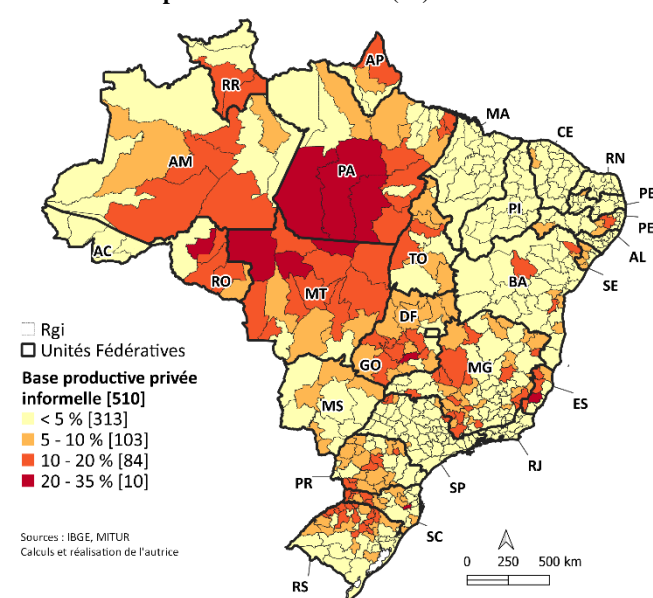 AP
RR
MA
CE
AM
PA
RN
PB
PI
PE
AC
TO
AL
RO
SE
MT
BA
DF
Rgi
Unités Fédératives
GO
MG
Base productive privée
informelle [510]
ES
MS
< 5 % [313]
5 - 10 % [103]
10 - 20 % [84]
RJ
20 - 35 % [10]
PR
SP
Sources : IBGE, MITUR
SC
Calculs et réalisation de l'autrice
0 250 500 km
RS